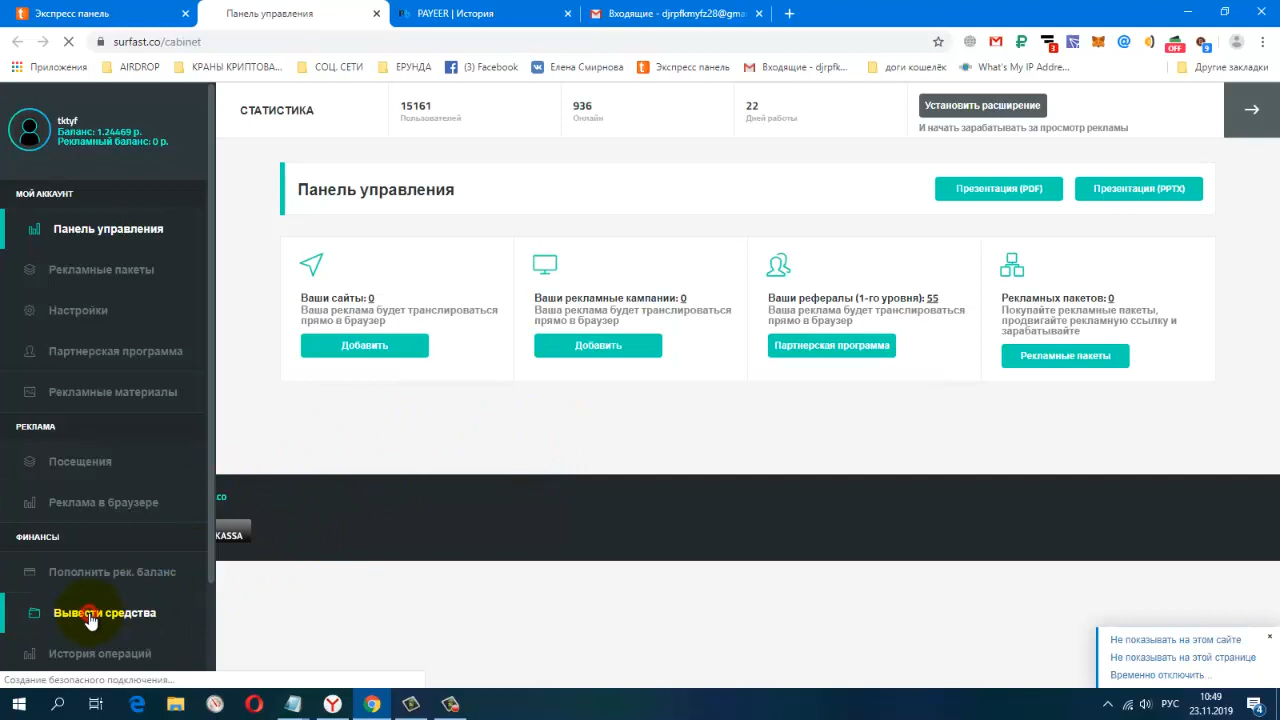 Экспресс панель
Панель управления
PAYEER | История
Входящие - djrpfkmyfz28@gma
surfast.co/cabinet
3
OFF
9
Приложения
AIRDROP
КРАНЫ КРИПТОВА...
СОЦ. СЕТИ
ЕРУНДА
(3) Facebook
Елена Смирнова
Экспресс панель
Входящие - djrpfk...
доги кошелёк
What's My IP Addre...
Другие закладки
tktyf
Баланс: 1.24469 р.
Рекламный баланс: 0 р.
СТАТИСТИКА
15161
Пользователей
936
Онлайн
22
Дней работы
Установить расширение
И начать зарабатывать за просмотр рекламы
МОЙ АККАУНТ
Панель управления
Рекламные пакеты
Настройки
Партнерская программа
Рекламные материалы
РЕКЛАМА
Посещения
Реклама в браузере
ФИНАНСЫ
Пополнить рек. баланс
Вывести средства
История операций
Панель управления
Презентация (PDF)
Презентация (PPTX)
Ваши сайты: 0
Ваша реклама будет транслироваться
прямо в браузер
Добавить
Ваши рекламные кампании: 0
Ваша реклама будет транслироваться
прямо в браузер
Добавить
Ваши рефералы (1-го уровня): 55
Ваша реклама будет транслироваться
прямо в браузер
Партнерская программа
Рекламных пакетов: 0
Покупайте рекламные пакеты,
продвигайте рекламную ссылку и
зарабатывайте
Рекламные пакеты
.co
KASSA
Не показывать на этом сайте
Не показывать на этой странице
Временно отключить...
Создание безопасного подключения...
РУС
10:49
23.11.2019
4